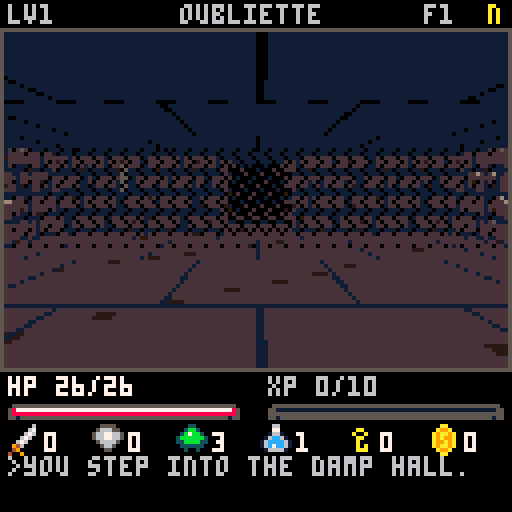 LV1 OUBLIETTE F1 N
HP 26/26 XP 0/10
0 0 3 1 0 0
>YOU STEP INTO THE DAMP HALL.